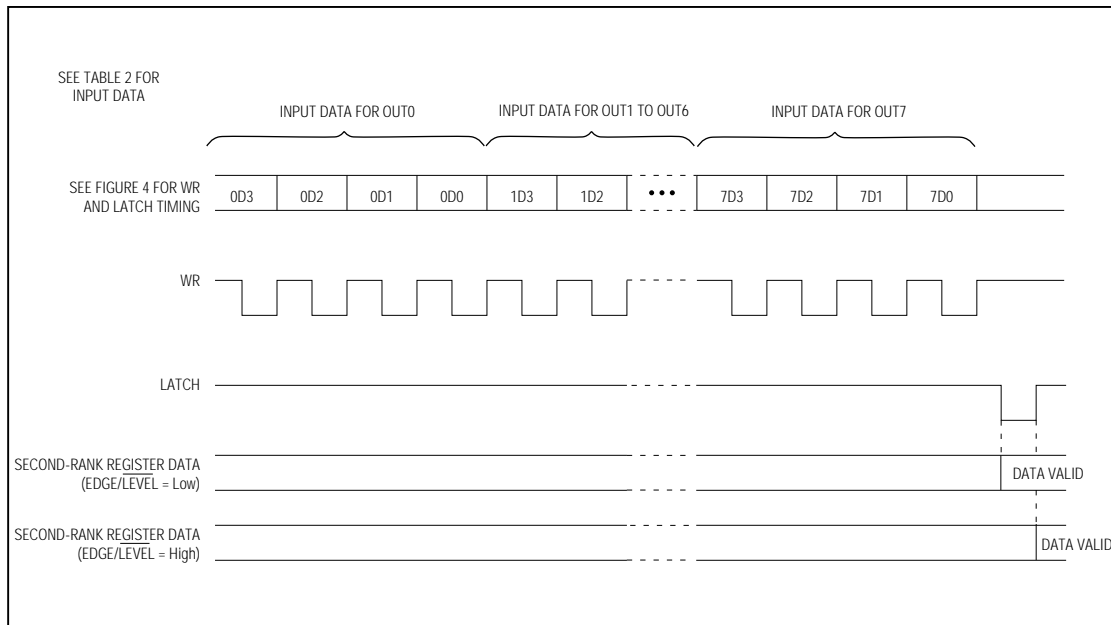 SEE TABLE 2 FOR
INPUT DATA
INPUT DATA FOR OUT0
INPUT DATA FOR OUT1 TO OUT6
INPUT DATA FOR OUT7
SEE FIGURE 4 FOR WR
AND LATCH TIMING
0D3 0D2 0D1 0D0 1D3 1D2 ••• 7D3 7D2 7D1 7D0
WR
LATCH
SECOND-RANK REGISTER DATA
(EDGE/LEVEL = Low)
DATA VALID
SECOND-RANK REGISTER DATA
(EDGE/LEVEL = High)
DATA VALID